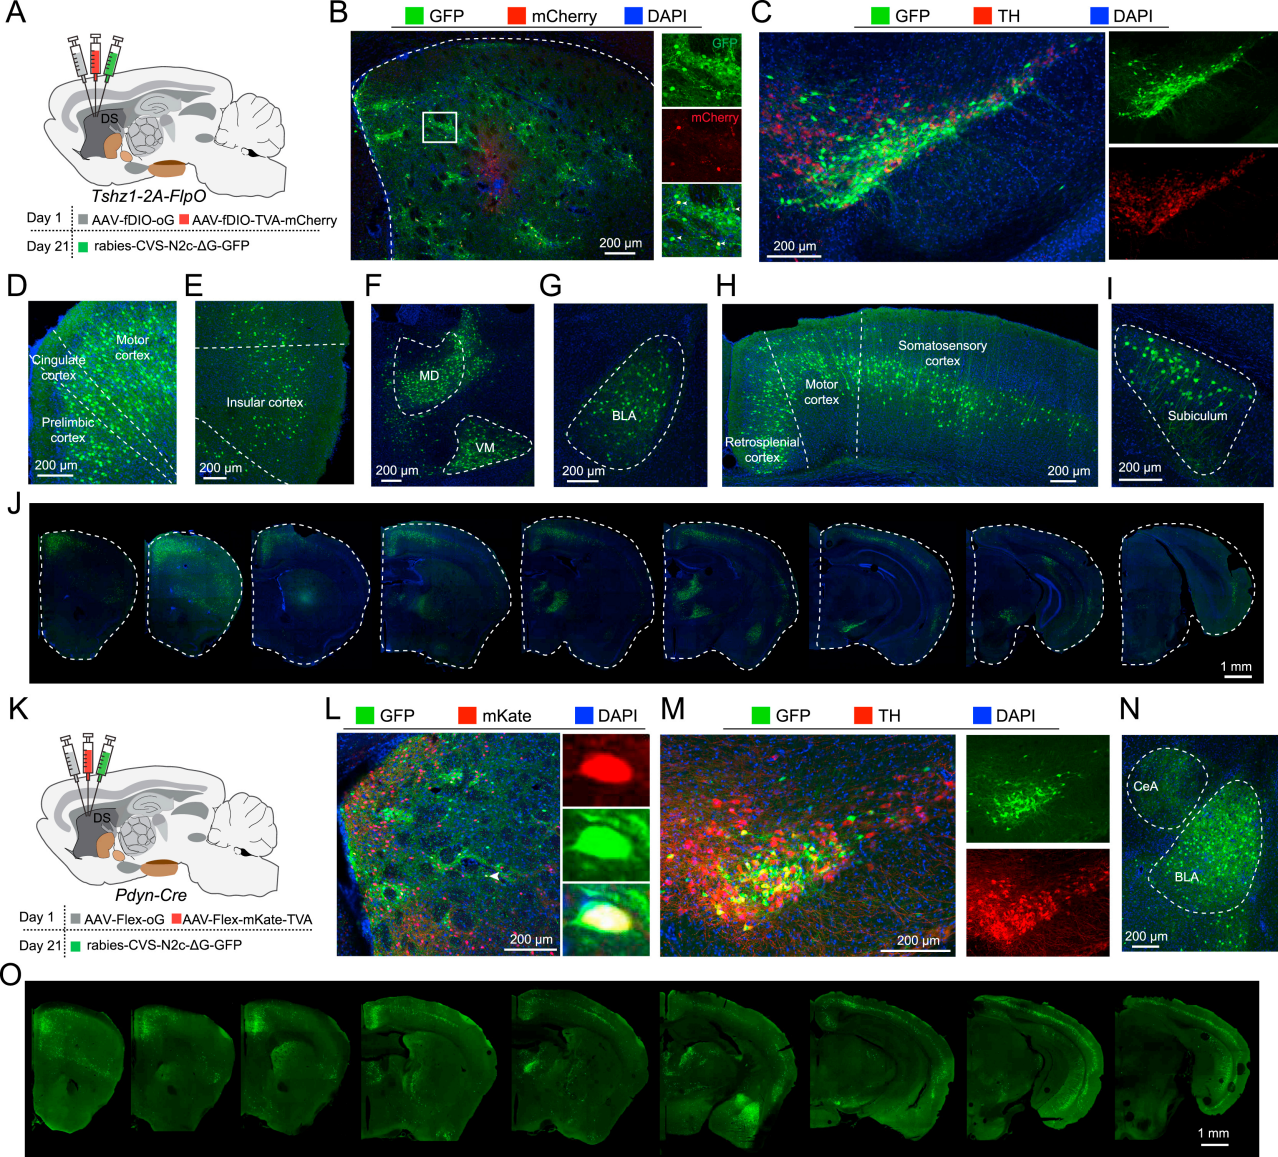 A
DS
Tshz1-2A-FlpO
Day 1 AAV-fDIO-oG AAV-fDIO-TVA-mCherry
Day 21 rabies-CVS-N2c-ΔG-GFP
B
GFP mCherry DAPI
200 µm
GFP
mCherry
C
GFP TH DAPI
200 µm
D
Motor
cortex
Cingulate
cortex
Prelimbic
cortex
200 µm
E
Insular cortex
200 µm
F
MD
VM
200 µm
G
BLA
200 µm
H
Somatosensory
cortex
Motor
cortex
Retrosplenial
cortex
200 µm
I
Subiculum
200 µm
J
1 mm
K
DS
Pdyn-Cre
Day 1 AAV-Flex-oG AAV-Flex-mKate-TVA
Day 21 rabies-CVS-N2c-ΔG-GFP
L
GFP mKate DAPI
200 µm
M
GFP TH DAPI
200 µm
N
CeA
BLA
200 µm
O
1 mm